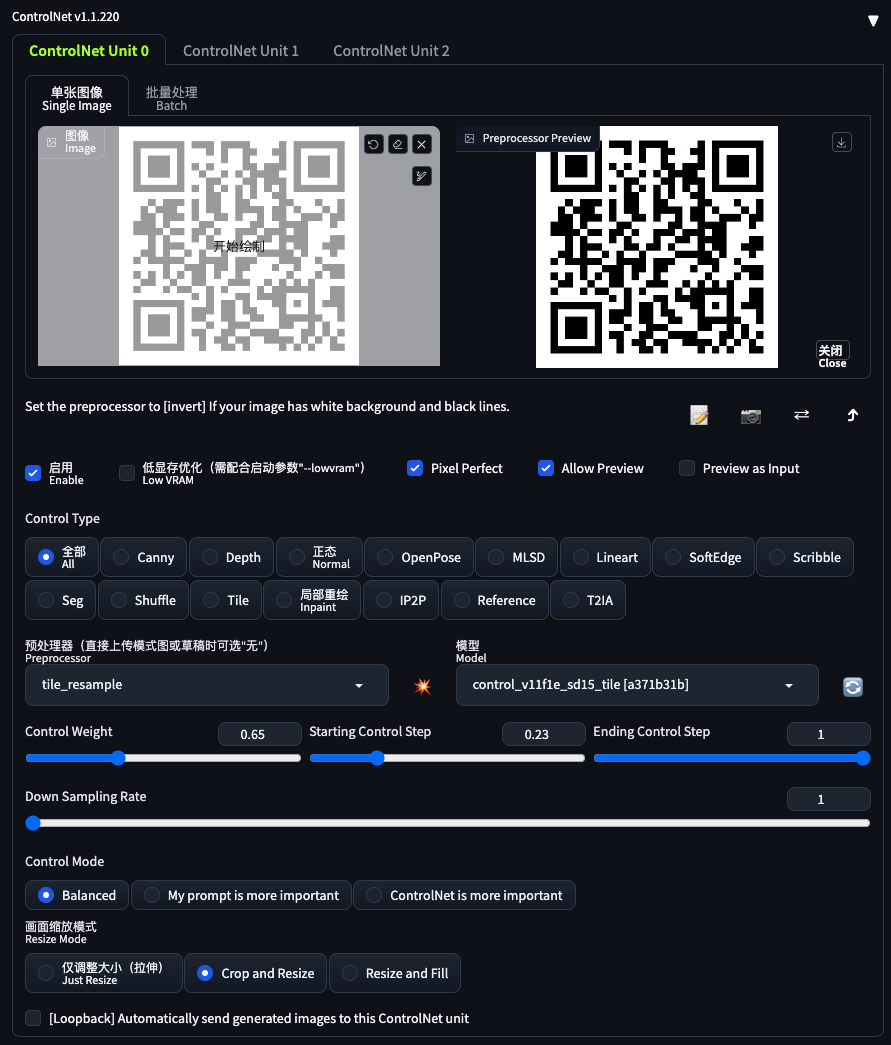 ControlNet v1.1.220
ControlNet Unit 0
ControlNet Unit 1
ControlNet Unit 2
单张图像
Single Image
批量处理
Batch
图像
Image
开始绘制
Preprocessor Preview
关闭
Close
Set the preprocessor to [invert] If your image has white background and black lines.
启用
Enable
低显存优化（需配合启动参数"--lowvram"）
Low VRAM
Pixel Perfect
Allow Preview
Preview as Input
Control Type
全部
All
Canny
Depth
正态
Normal
OpenPose
MLSD
Lineart
SoftEdge
Scribble
Seg
Shuffle
Tile
局部重绘
Inpaint
IP2P
Reference
T2IA
预处理器（直接上传模式图或草稿时可选"无"）
Preprocessor
tile_resample
模型
Model
control_v11f1e_sd15_tile [a371b31b]
Control Weight
0.65
Starting Control Step
0.23
Ending Control Step
1
Down Sampling Rate
1
Control Mode
Balanced
My prompt is more important
ControlNet is more important
画面缩放模式
Resize Mode
仅调整大小（拉伸）
Just Resize
Crop and Resize
Resize and Fill
[Loopback] Automatically send generated images to this ControlNet unit